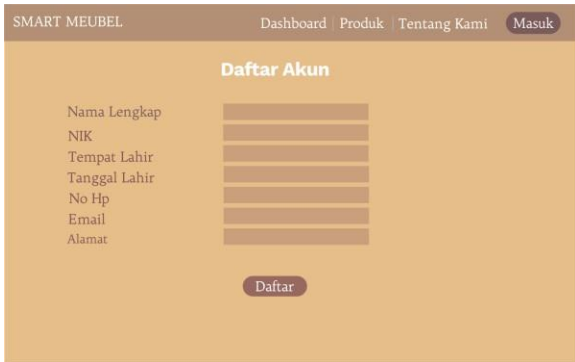 SMART MEUBEL
Dashboard | Produk | Tentang Kami Masuk
Daftar Akun
Nama Lengkap
NIK
Tempat Lahir
Tanggal Lahir
No Hp
Email
Alamat
Daftar